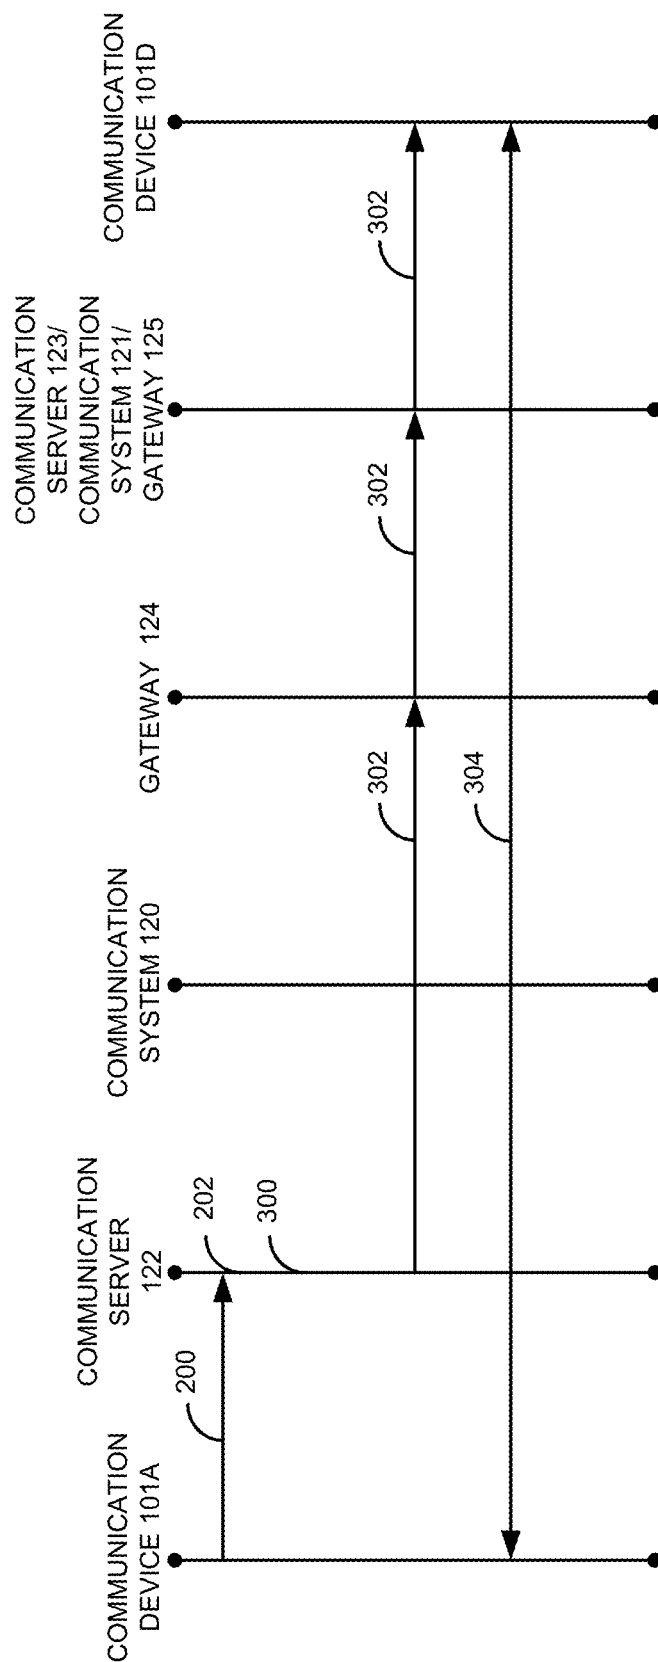 COMMUNICATION
DEVICE 101A
COMMUNICATION
SERVER
122
COMMUNICATION
SYSTEM 120
GATEWAY 124
COMMUNICATION
SERVER 123/
COMMUNICATION
SYSTEM 121/
GATEWAY 125
COMMUNICATION
DEVICE 101D
200
202
300
302
302
302
304